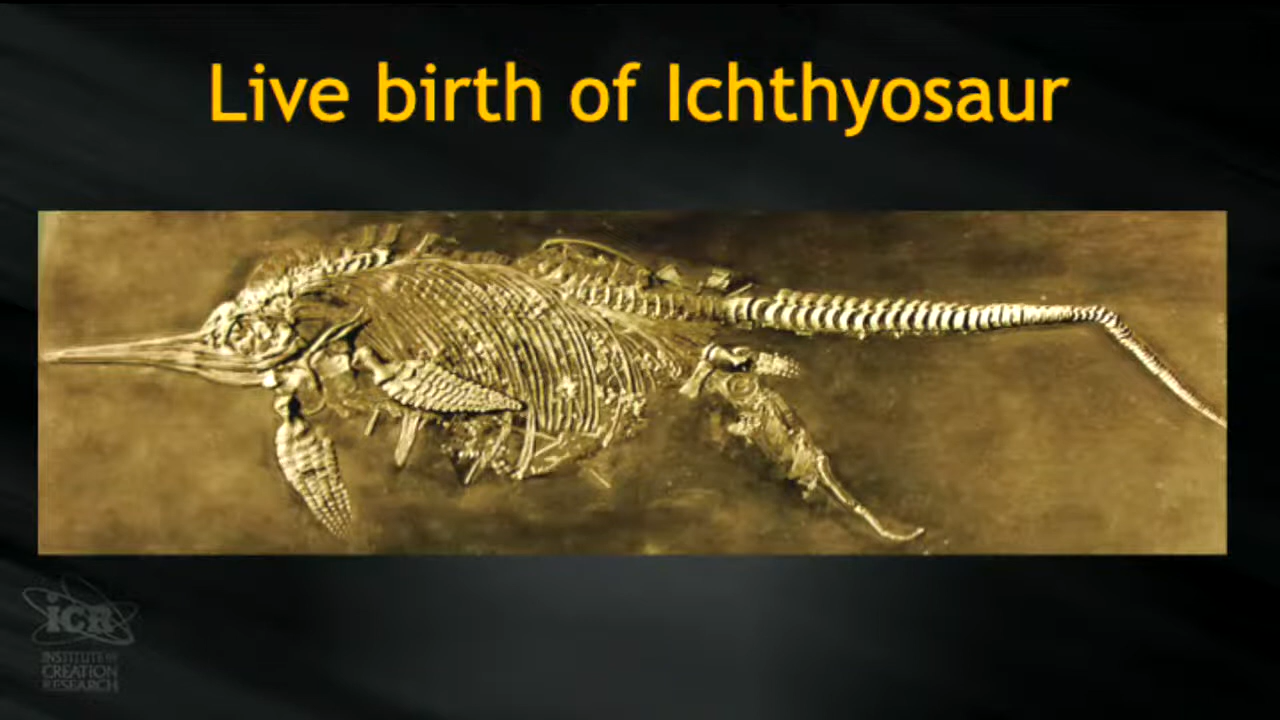 Live birth of Ichthyosaur
ICR
INSTITUTE for
CREATION
RESEARCH